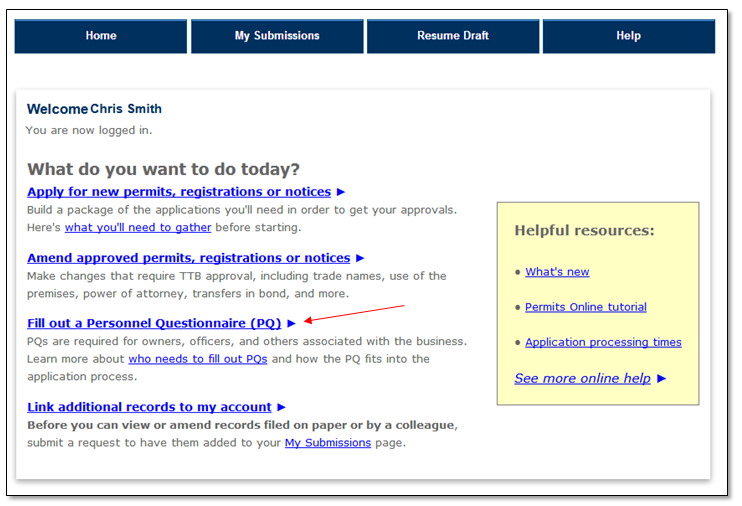 Home My Submissions Resume Draft Help
Welcome Chris Smith
You are now logged in.
What do you want to do today?
Apply for new permits, registrations or notices ►
Build a package of the applications you'll need in order to get your approvals.
Here's what you'll need to gather before starting.
Amend approved permits, registrations or notices ►
Make changes that require TTB approval, including trade names, use of the
premises, power of attorney, transfers in bond, and more.
Fill out a Personnel Questionnaire (PQ) ►
PQs are required for owners, officers, and others associated with the business.
Learn more about who needs to fill out PQs and how the PQ fits into the
application process.
Link additional records to my account ►
Before you can view or amend records filed on paper or by a colleague,
submit a request to have them added to your My Submissions page.
Helpful resources:
• What's new
• Permits Online tutorial
• Application processing times
See more online help ►